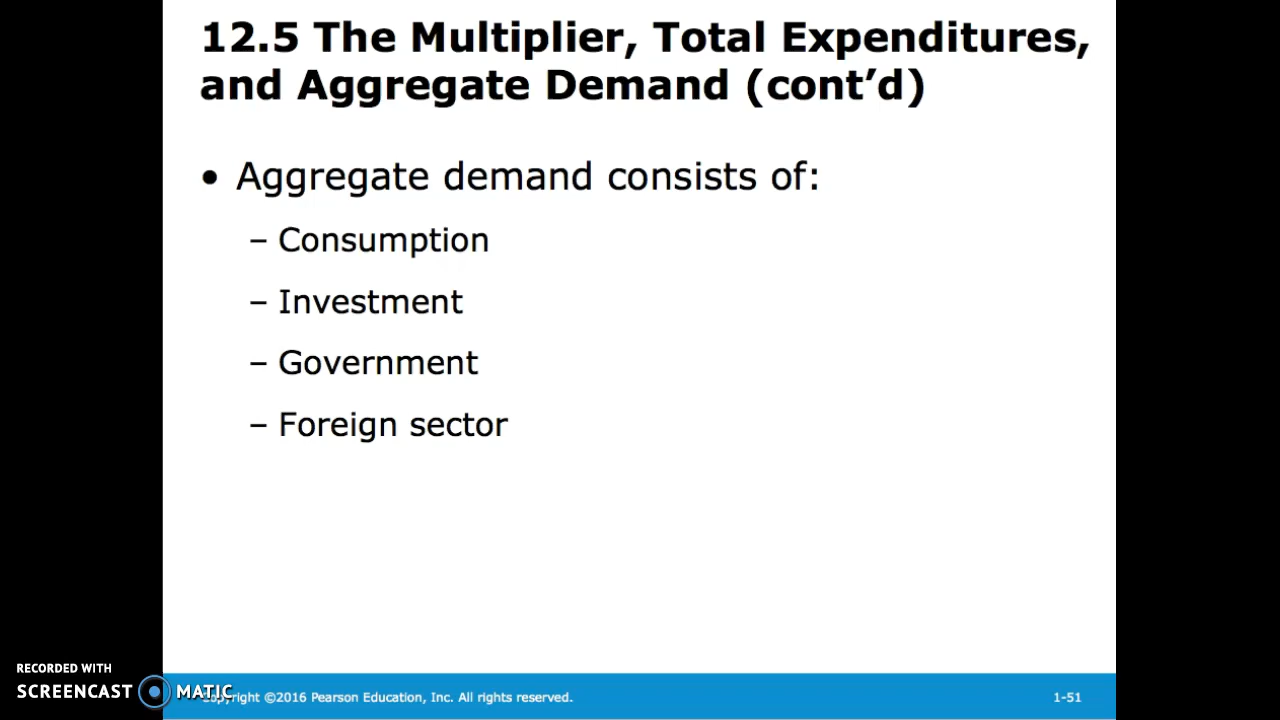 12.5 The Multiplier, Total Expenditures,
and Aggregate Demand (cont’d)
• Aggregate demand consists of:
– Consumption
– Investment
– Government
– Foreign sector
RECORDED WITH
SCREENCAST MATIC
Copyright ©2016 Pearson Education, Inc. All rights reserved.
1-51